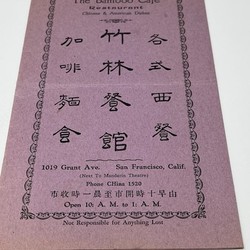 The Bamboo Cafe
Restaurant
Chinese & American Dishes
各式西餐
竹林餐館
加啡麵食
1019 Grant Ave. San Francisco, Calif.
(Next To Mandarin Theatre)
Phone CHina 1520
由早十時開市至晨一時收市
Open 10: A. M. to 1: A. M.
Not Responsible for Anything Lost